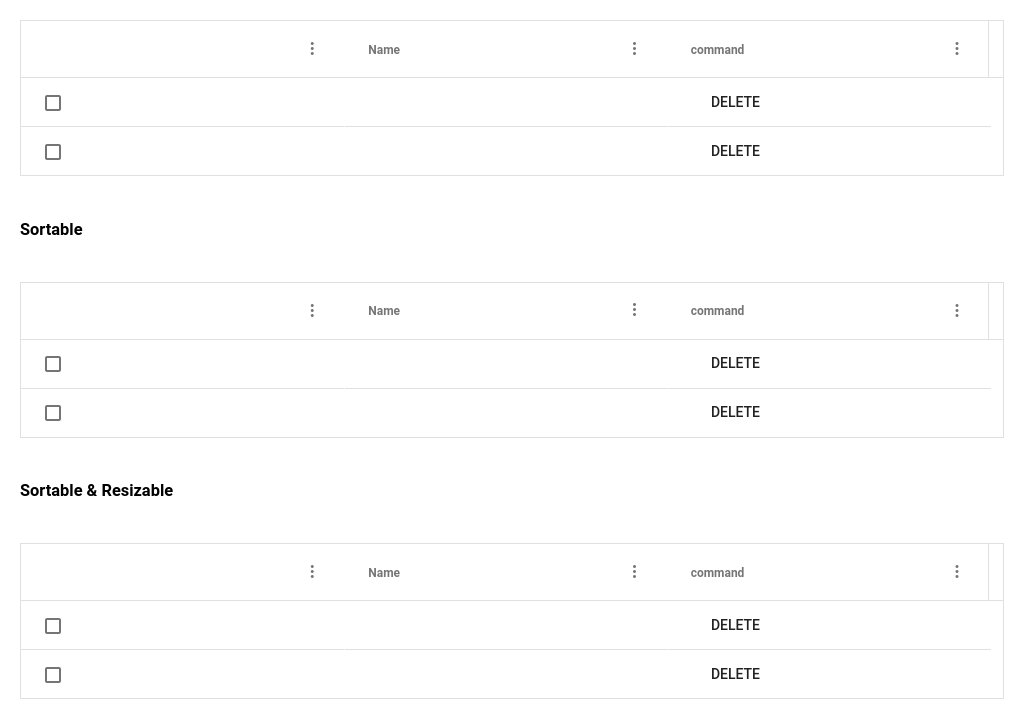 Name command
DELETE
DELETE
Sortable
Name command
DELETE
DELETE
Sortable & Resizable
Name command
DELETE
DELETE